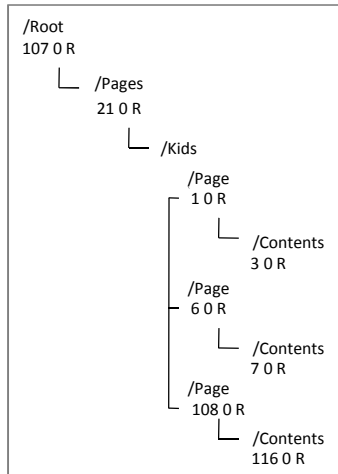 /Root
107 0 R
/Pages
21 0 R
/Kids
/Page
1 0 R
/Contents
3 0 R
/Page
6 0 R
/Contents
7 0 R
/Page
108 0 R
/Contents
116 0 R